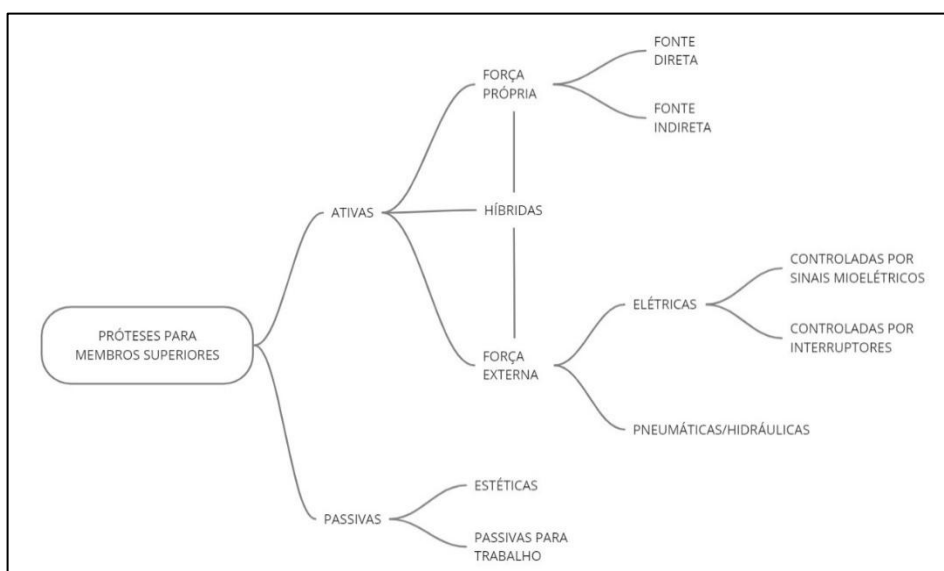 FONTE
DIRETA
FORÇA
PRÓPRIA
FONTE
INDIRETA
ATIVAS
HÍBRIDAS
CONTROLADAS POR
SINAIS MIOELÉTRICOS
ELÉTRICAS
PRÓTESES PARA
MEMBROS SUPERIORES
CONTROLADAS POR
INTERRUPTORES
FORÇA
EXTERNA
PNEUMÁTICAS/HIDRÁULICAS
ESTÉTICAS
PASSIVAS
PASSIVAS PARA
TRABALHO